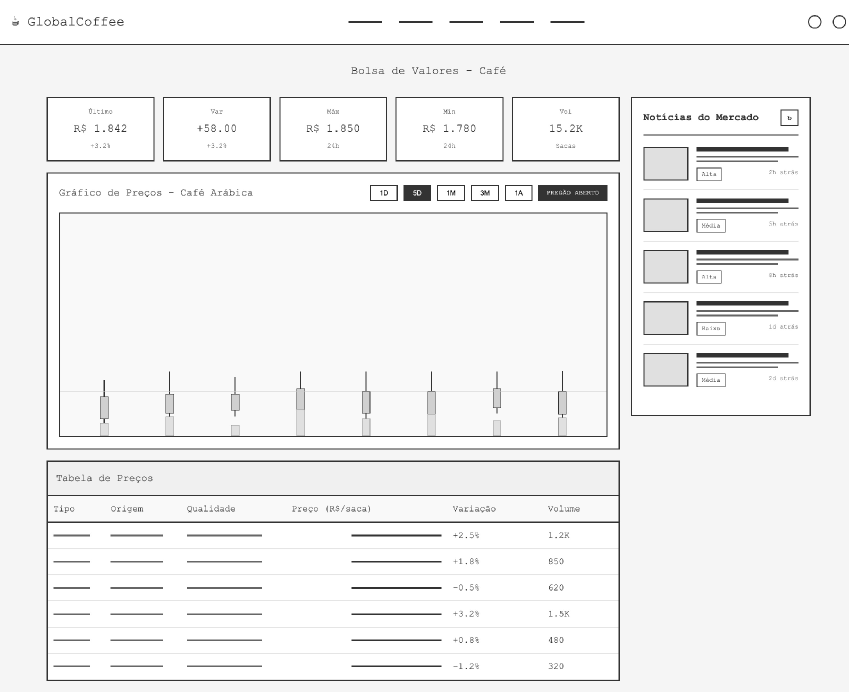 GlobalCoffee
Bolsa de Valores - Café
Último
R$ 1.842
+3.2%
Var
+58.00
+3.2%
Máx
R$ 1.850
24h
Min
R$ 1.780
24h
Vol
15.2K
Sacas
Gráfico de Preços - Café Arábica
1D 5D 1M 3M 1A PREGÃO ABERTO
Tabela de Preços
Tipo Origem Qualidade Preço (R$/saca) Variação Volume
+2.5% 1.2K
+1.8% 850
-0.5% 620
+3.2% 1.5K
+0.8% 480
-1.2% 320
Notícias do Mercado
Alta 2h atrás
Média 5h atrás
Alta 8h atrás
Baixa 1d atrás
Média 2d atrás